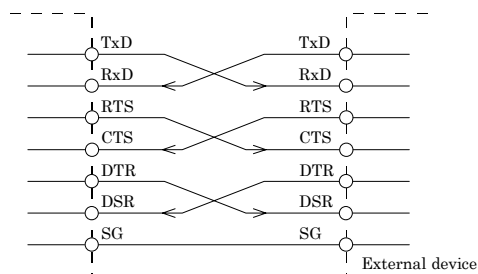 TxD TxD
RxD RxD
RTS RTS
CTS CTS
DTR DTR
DSR DSR
SG SG
External device